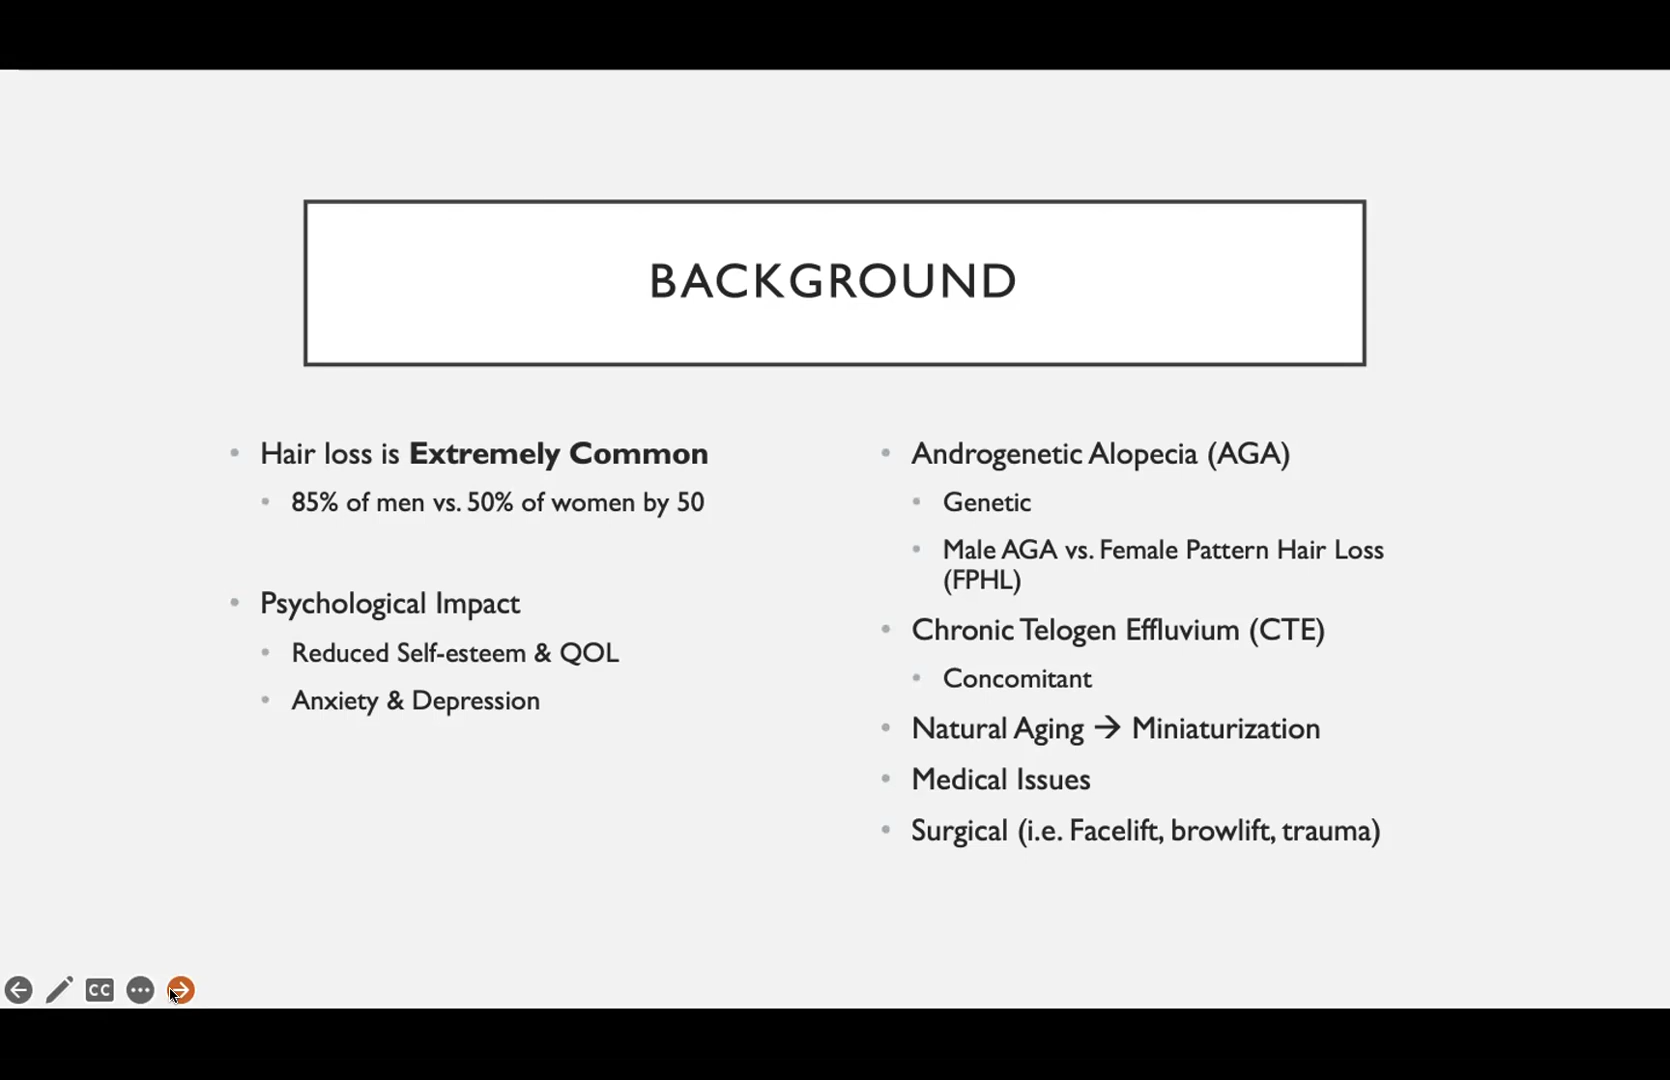 BACKGROUND
Hair loss is Extremely Common
85% of men vs. 50% of women by 50
Psychological Impact
Reduced Self-esteem & QOL
Anxiety & Depression
Androgenetic Alopecia (AGA)
Genetic
Male AGA vs. Female Pattern Hair Loss
(FPHL)
Chronic Telogen Effluvium (CTE)
Concomitant
Natural Aging → Miniaturization
Medical Issues
Surgical (i.e. Facelift, browlift, trauma)
CC